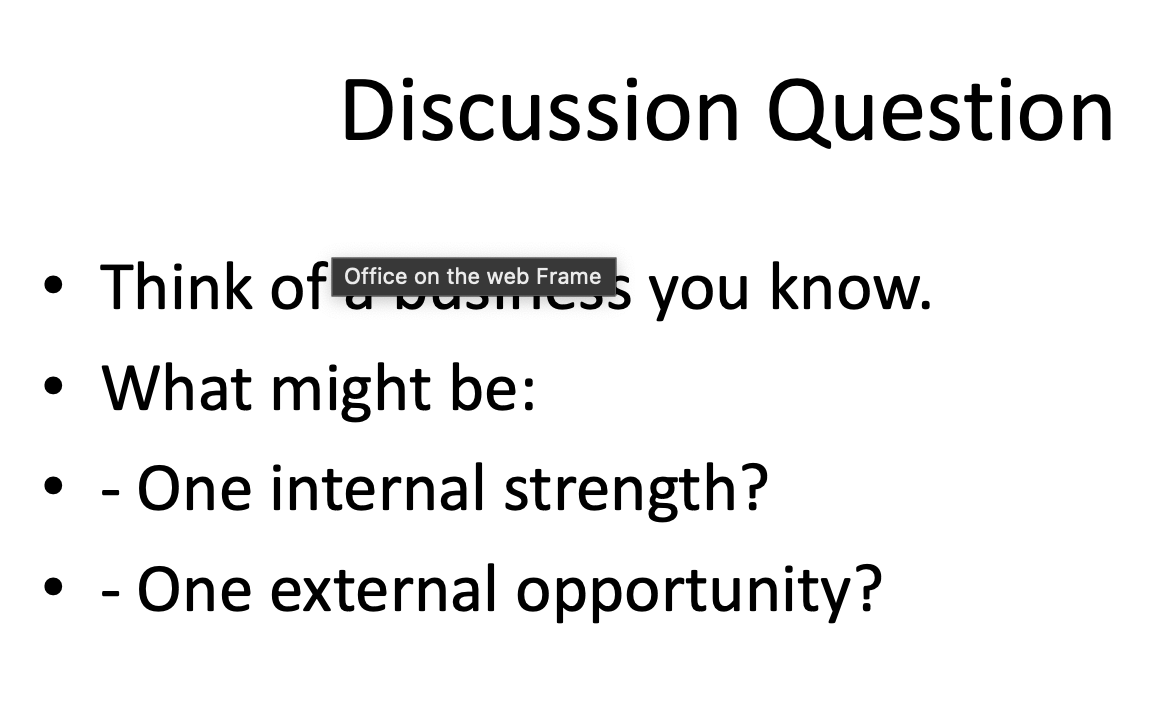 Discussion Question
• Think of a business you know.
Office on the web Frame
• What might be:
• - One internal strength?
• - One external opportunity?